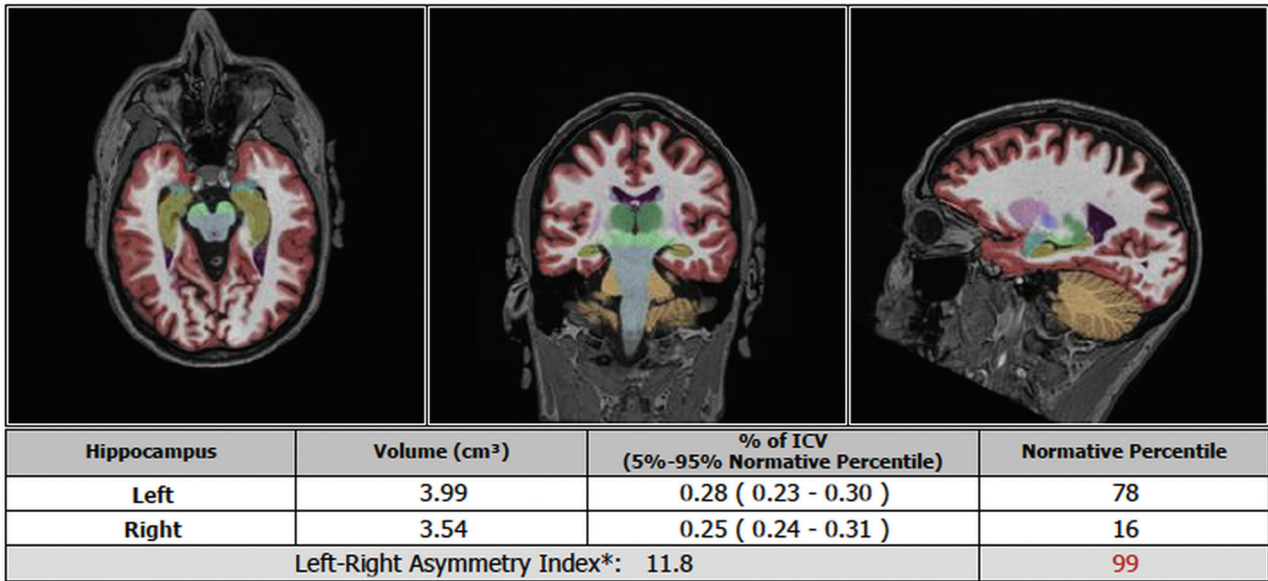 Hippocampus Volume (cm³) % of ICV (5%-95% Normative Percentile) Normative Percentile
Left 3.99 0.28 ( 0.23 - 0.30 ) 78
Right 3.54 0.25 ( 0.24 - 0.31 ) 16
Left-Right Asymmetry Index*: 11.8 99